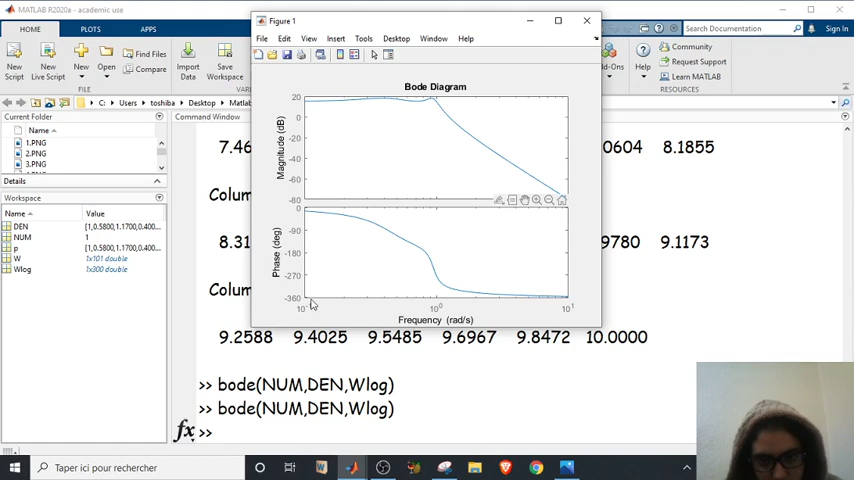 MATLAB R2020a - academic use
HOME PLOTS APPS
Search Documentation
Sign In
New Script
New Live Script
New
Open
Find Files
Compare
Import Data
Save Workspace
Help
Community
Request Support
Learn MATLAB
FILE
RESOURCES
C: Users toshiba Desktop
Current Folder
Name
1.PNG
2.PNG
3.PNG
Details
Workspace
Name Value
DEN [1,0.5800,1.1700,0.400...
NUM 1
p [1,0.5800,1.1700,0.400...
W 1x101 double
Wlog 1x300 double
Command Window
7.46
0604 8.1855
Colum
8.31
9780 9.1173
Colum
9.2588 9.4025 9.5485 9.6967 9.8472 10.0000
>> bode(NUM,DEN,Wlog)
>> bode(NUM,DEN,Wlog)
fx >>
Figure 1
File Edit View Insert Tools Desktop Window Help
Bode Diagram
Magnitude (dB)
20
0
-20
-40
-60
-80
Phase (deg)
0
-90
-180
-270
-360
10⁰ 10¹
Frequency (rad/s)
Taper ici pour rechercher